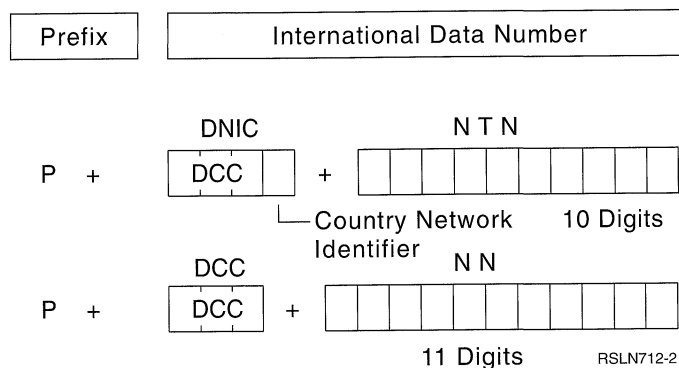 Prefix International Data Number
DNIC N T N
P + DCC +
Country Network 10 Digits
Identifier
DCC N N
P + DCC +
11 Digits RSLN712-2